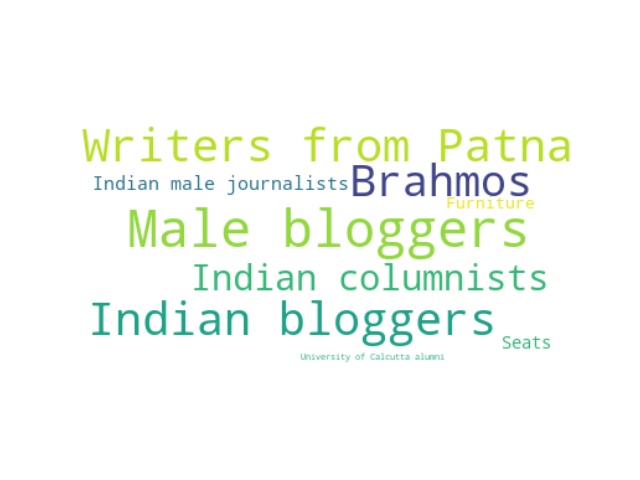 Writers from Patna
Indian male journalists
Brahmos
Furniture
Male bloggers
Indian columnists
Indian bloggers
Seats
University of Calcutta alumni